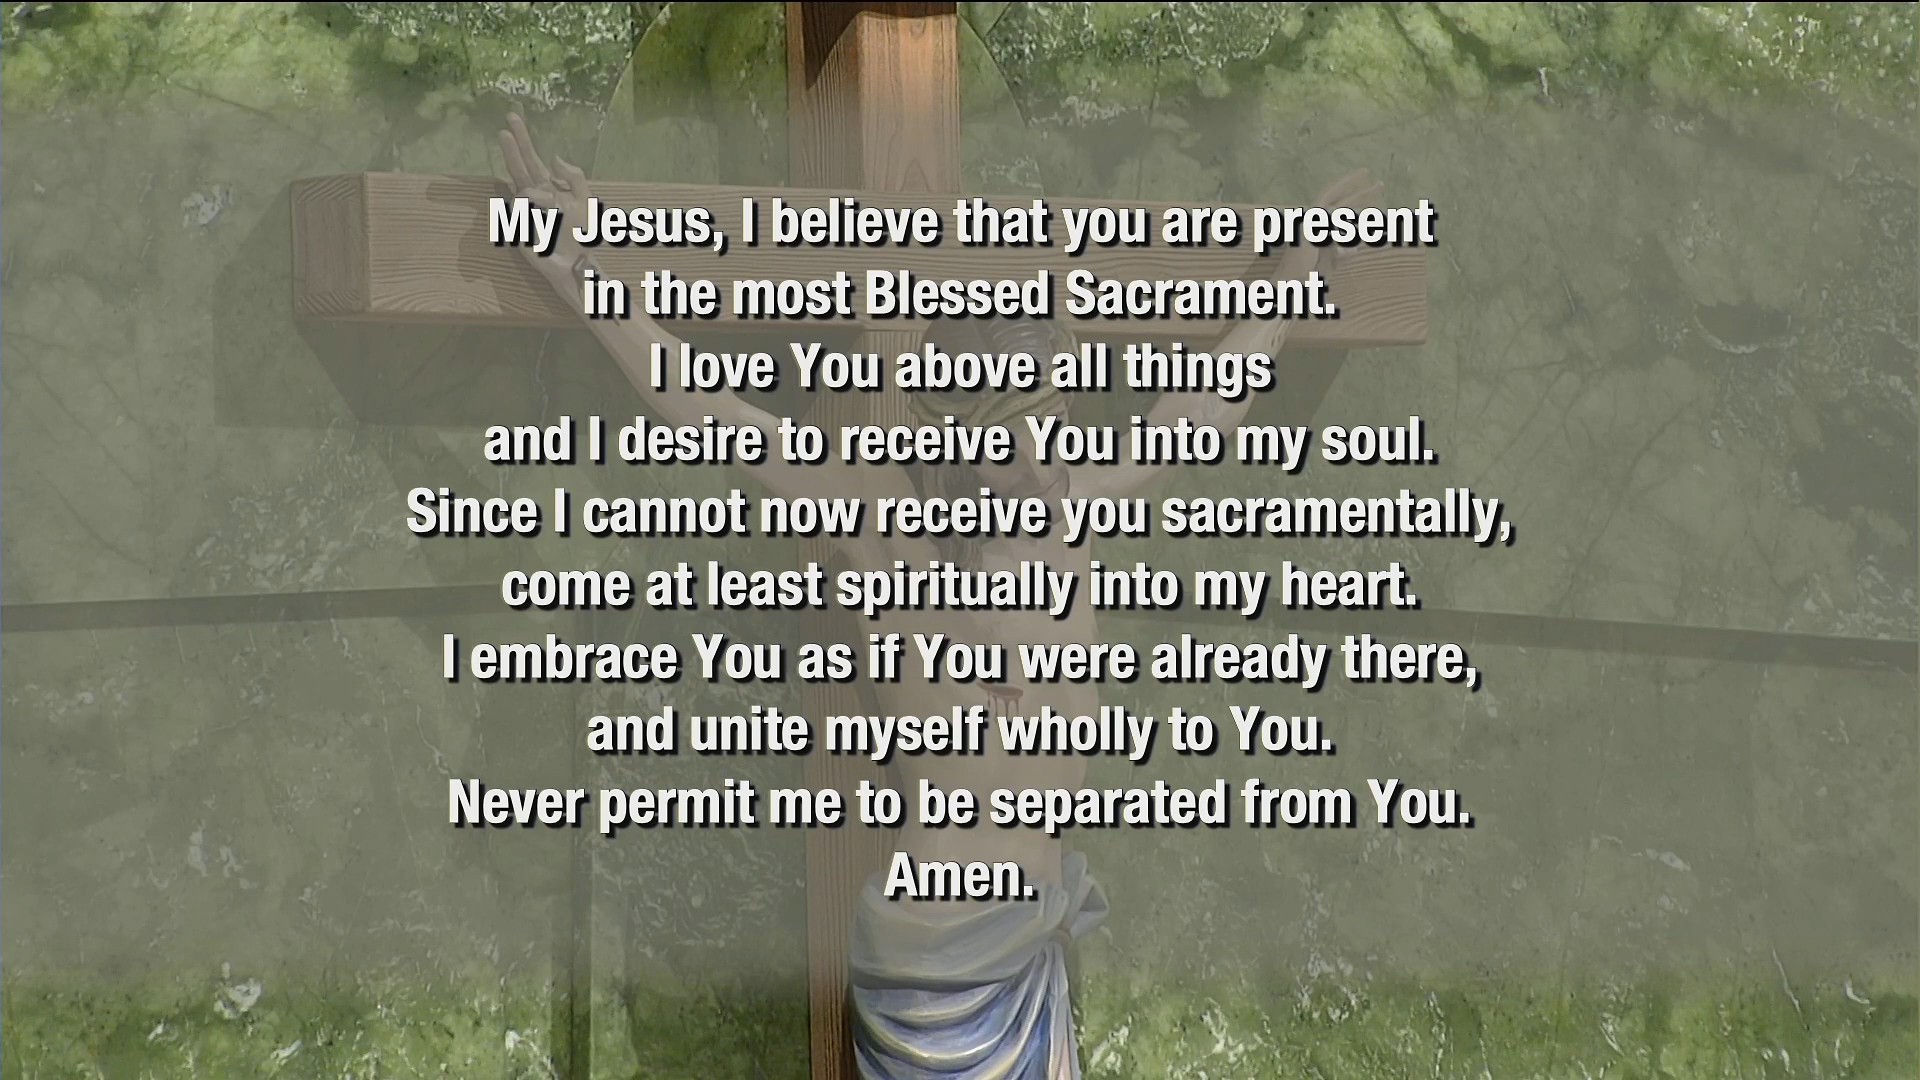 My Jesus, I believe that you are present
in the most Blessed Sacrament.
I love You above all things
and I desire to receive You into my soul.
Since I cannot now receive you sacramentally,
come at least spiritually into my heart.
I embrace You as if You were already there,
and unite myself wholly to You.
Never permit me to be separated from You.
Amen.